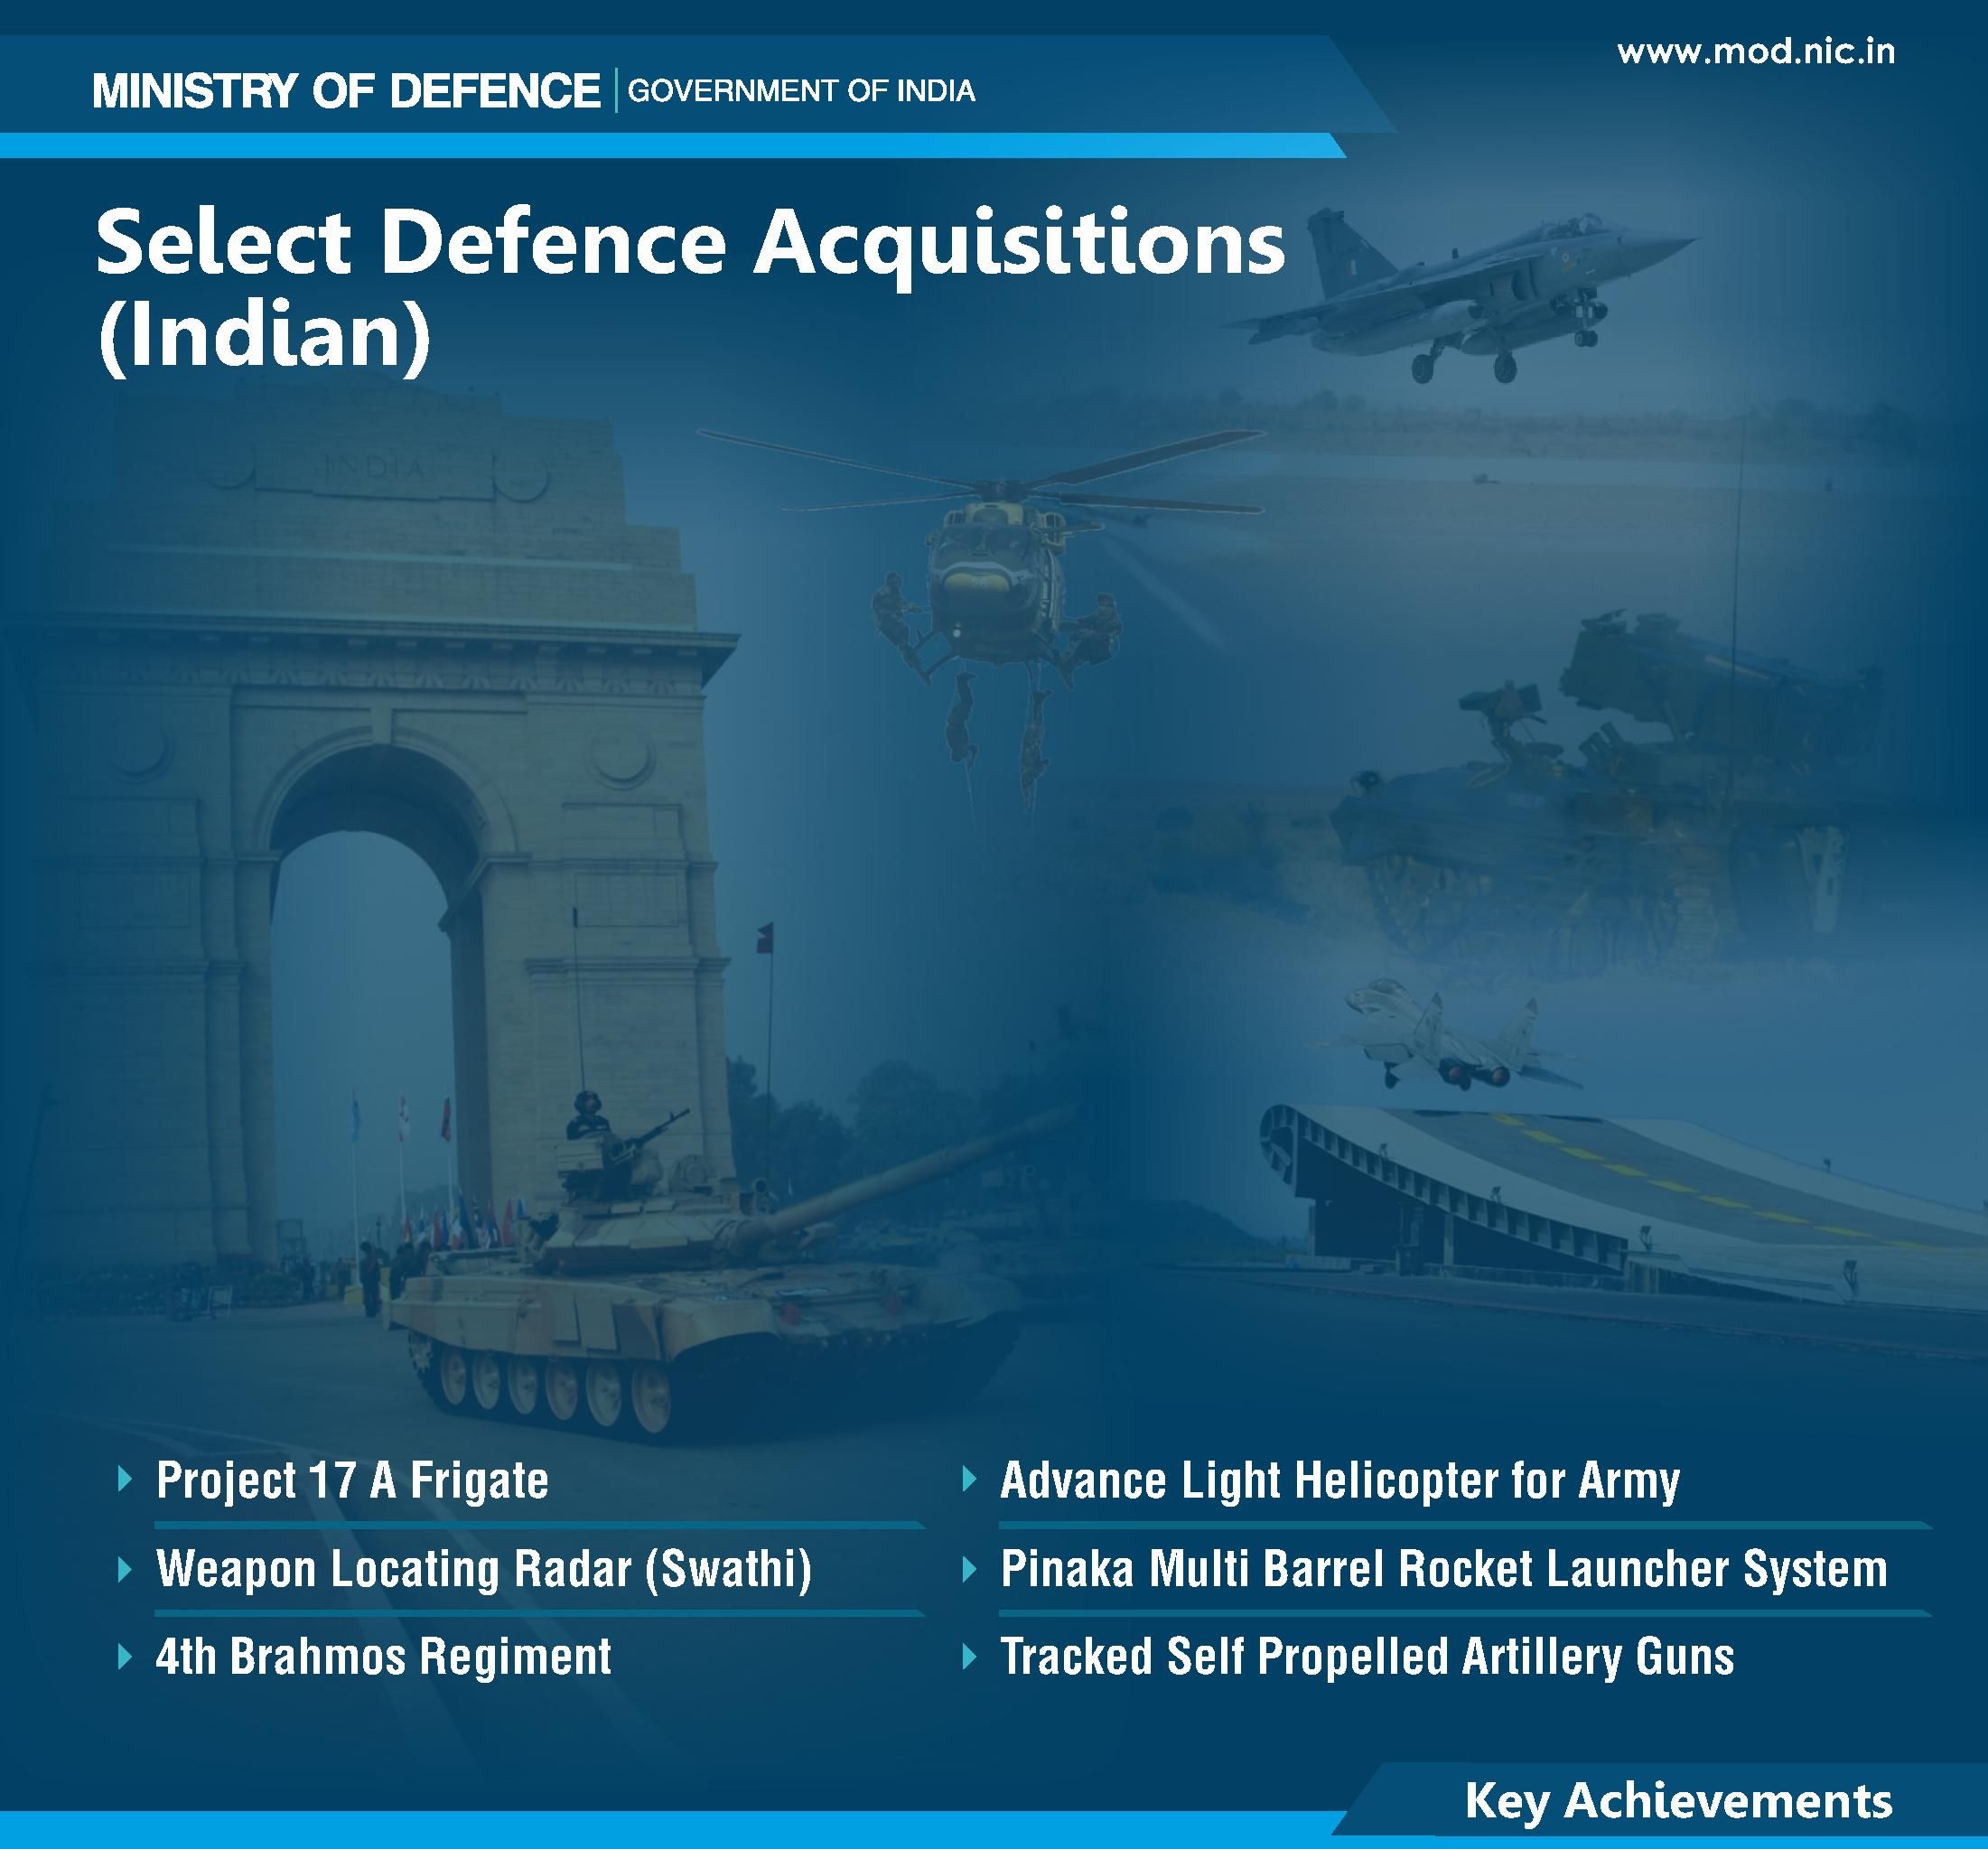 www.mod.nic.in
MINISTRY OF DEFENCE GOVERNMENT OF INDIA
Select Defence Acquisitions
(Indian)
INDIA
Project 17 A Frigate
Weapon Locating Radar (Swathi)
4th Brahmos Regiment
Advance Light Helicopter for Army
Pinaka Multi Barrel Rocket Launcher System
Tracked Self Propelled Artillery Guns
Key Achievements